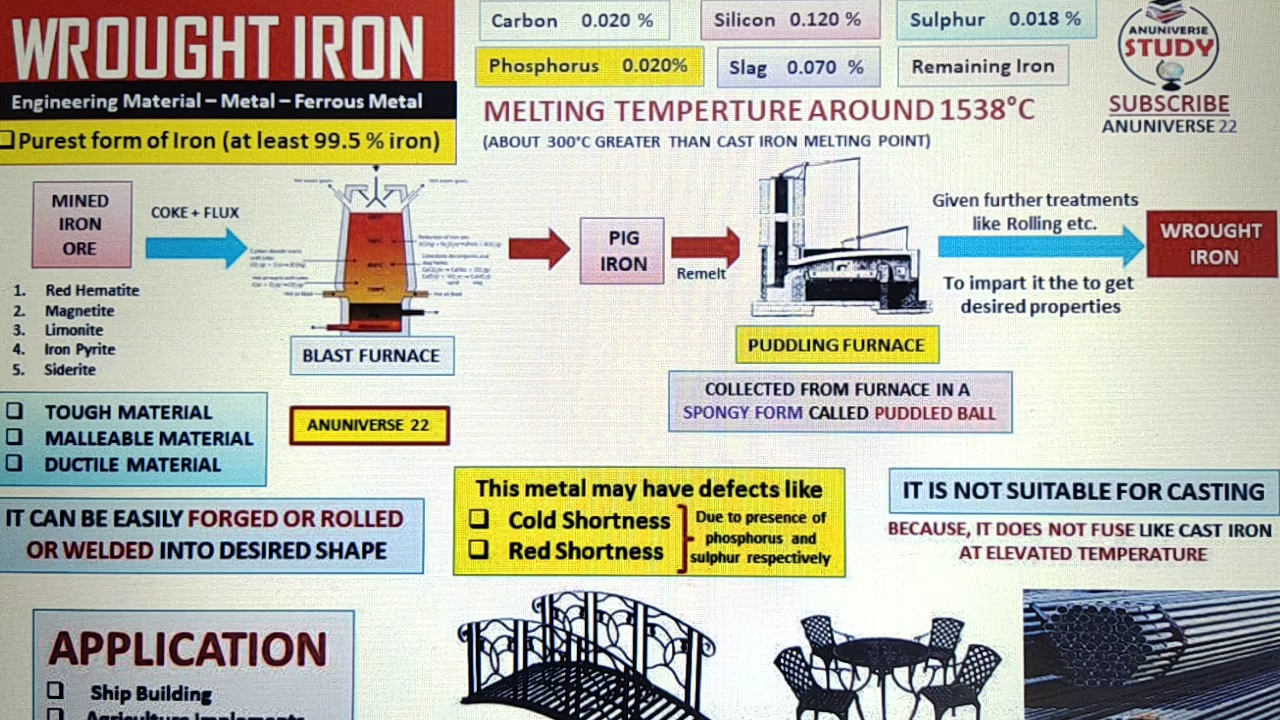 WROUGHT IRON
Engineering Material – Metal – Ferrous Metal
Purest form of Iron (at least 99.5 % iron)
Carbon 0.020 %
Silicon 0.120 %
Sulphur 0.018 %
Phosphorus 0.020%
Slag 0.070 %
Remaining Iron
MELTING TEMPERTURE AROUND 1538°C
(ABOUT 300°C GREATER THAN CAST IRON MELTING POINT)
ANUNIVERSE
STUDY
SUBSCRIBE
ANUNIVERSE 22
MINED
IRON
ORE
COKE + FLUX
BLAST FURNACE
PIG
IRON
Remelt
PUDDLING FURNACE
Given further treatments
like Rolling etc.
To impart it the to get
desired properties
WROUGHT
IRON
1. Red Hematite
2. Magnetite
3. Limonite
4. Iron Pyrite
5. Siderite
COLLECTED FROM FURNACE IN A
SPONGY FORM CALLED PUDDLED BALL
TOUGH MATERIAL
MALLEABLE MATERIAL
DUCTILE MATERIAL
ANUNIVERSE 22
IT CAN BE EASILY FORGED OR ROLLED
OR WELDED INTO DESIRED SHAPE
This metal may have defects like
Cold Shortness
Red Shortness
Due to presence of
phosphorus and
sulphur respectively
IT IS NOT SUITABLE FOR CASTING
BECAUSE, IT DOES NOT FUSE LIKE CAST IRON
AT ELEVATED TEMPERATURE
APPLICATION
Ship Building
Agriculture Implements